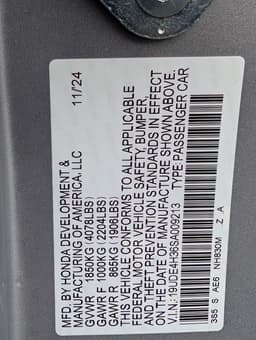 MFD. BY HONDA DEVELOPMENT &
MANUFACTURING OF AMERICA, LLC 11/'24
GVWR 1850KG (4078LBS)
GAWR F 1000KG (2204LBS)
GAWR R 865KG (1906LBS)
THIS VEHICLE CONFORMS TO ALL APPLICABLE
FEDERAL MOTOR VEHICLE SAFETY, BUMPER,
AND THEFT PREVENTION STANDARDS IN EFFECT
ON THE DATE OF MANUFACTURE SHOWN ABOVE.
V.I.N.: 19UDE4H36SA009213 TYPE:PASSENGER CAR
3S5 S AE6 NH830M Z A